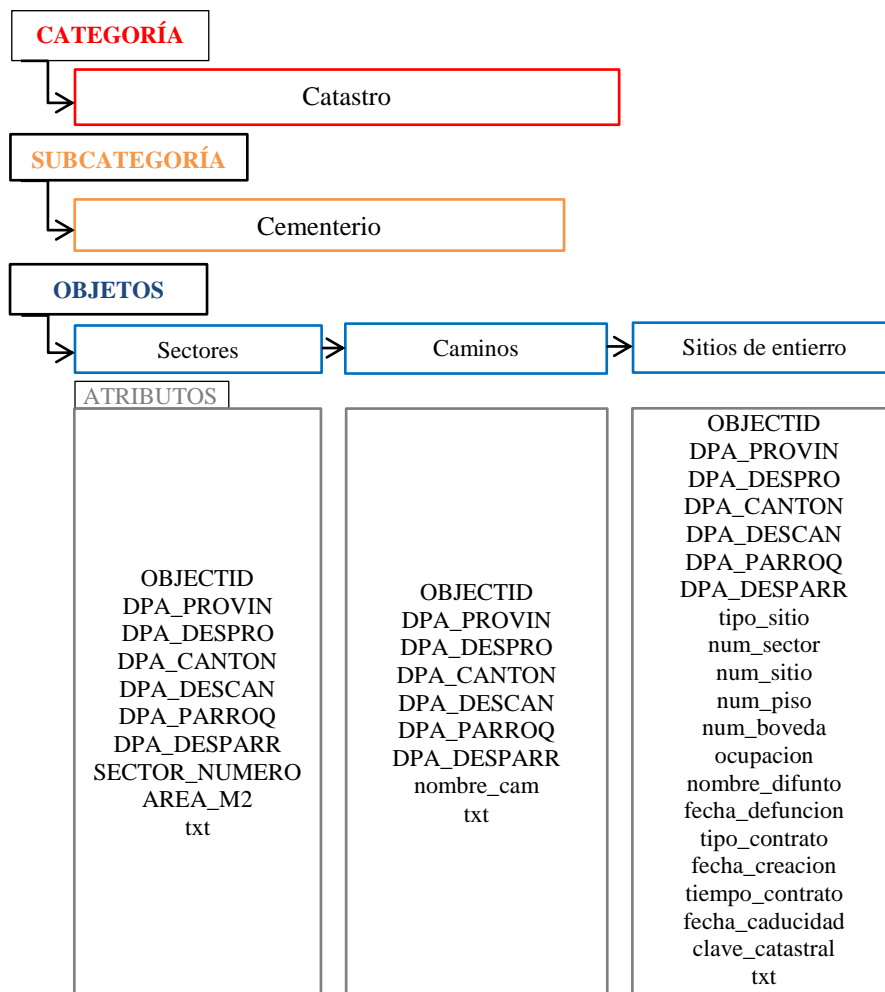 CATEGORÍA
Catastro
SUBCATEGORÍA
Cementerio
OBJETOS
Sectores
Caminos
Sitios de entierro
ATRIBUTOS
OBJECTID
DPA_PROVIN
DPA_DESPRO
DPA_CANTON
DPA_DESCAN
DPA_PARROQ
DPA_DESPARR
SECTOR_NUMERO
AREA_M2
txt
OBJECTID
DPA_PROVIN
DPA_DESPRO
DPA_CANTON
DPA_DESCAN
DPA_PARROQ
DPA_DESPARR
nombre_cam
txt
OBJECTID
DPA_PROVIN
DPA_DESPRO
DPA_CANTON
DPA_DESCAN
DPA_PARROQ
DPA_DESPARR
tipo_sitio
num_sector
num_sitio
num_piso
num_boveda
ocupacion
nombre_difunto
fecha_defuncion
tipo_contrato
fecha_creacion
tiempo_contrato
fecha_caducidad
clave_catastral
txt